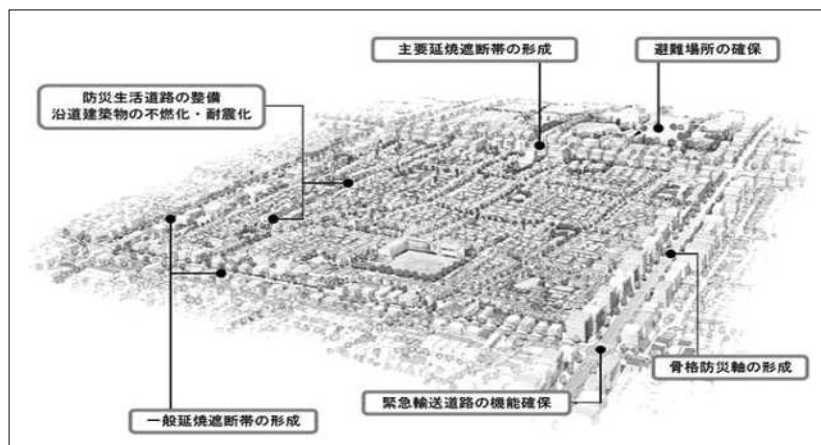 主要延焼遮断帯の形成
避難場所の確保
防災生活道路の整備
沿道建築物の不燃化・耐震化
骨格防災軸の形成
緊急輸送道路の機能確保
一般延焼遮断帯の形成